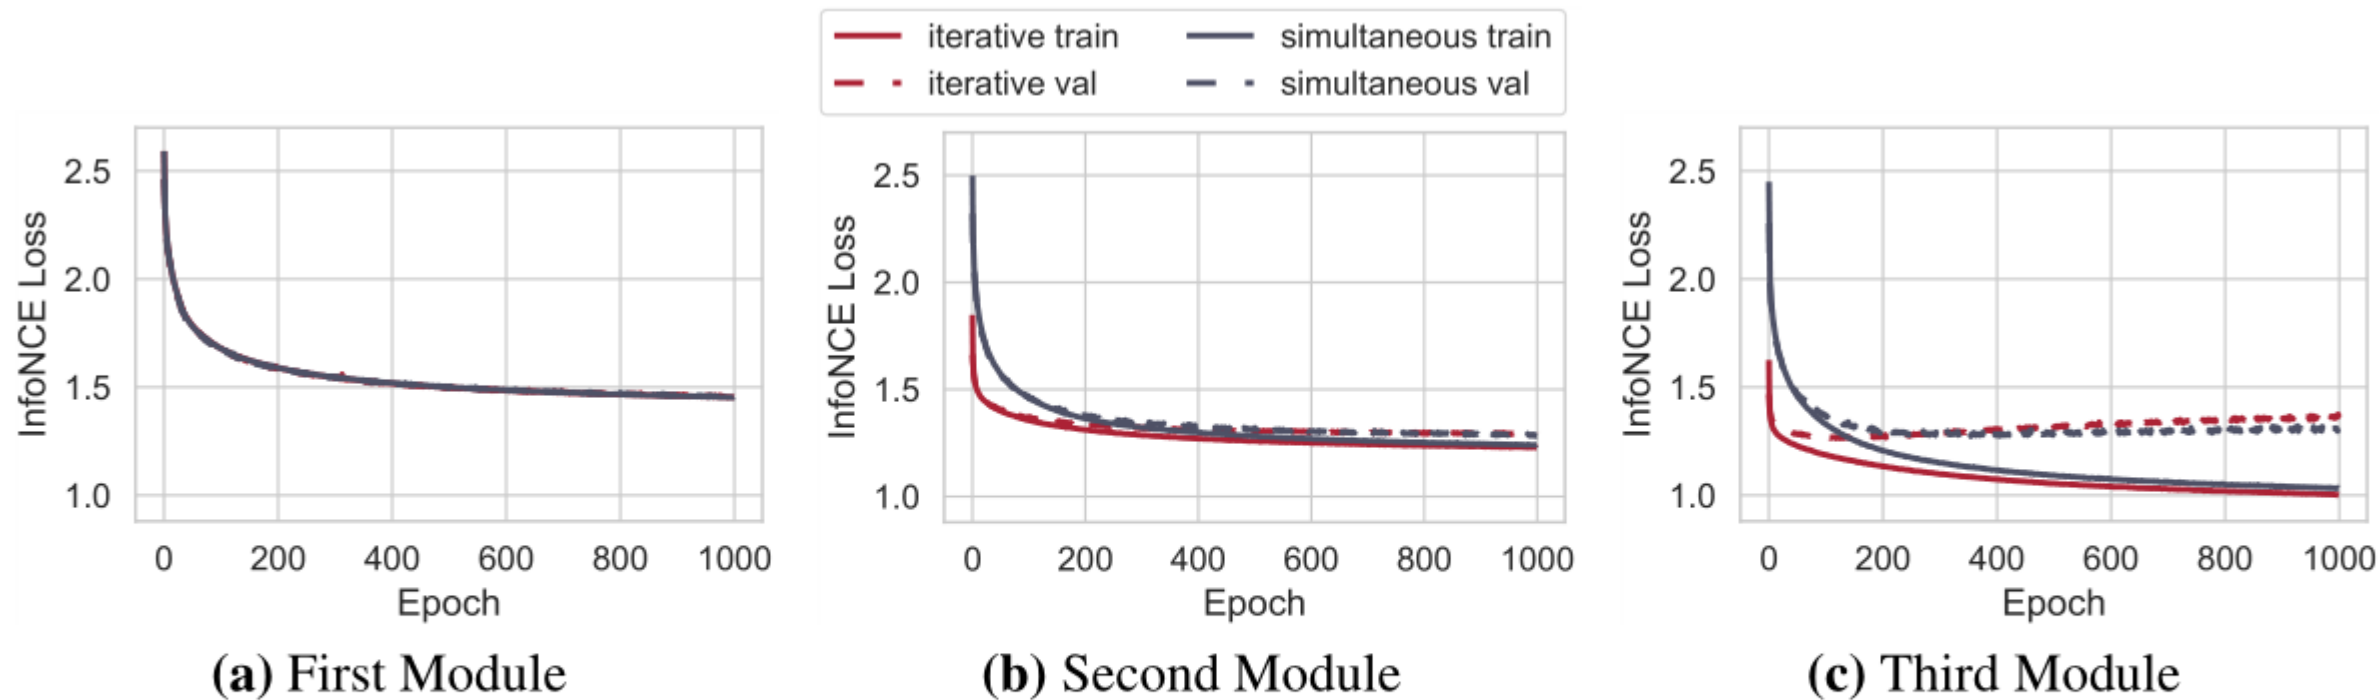 iterative train
simultaneous train
iterative val
simultaneous val
InfoNCE Loss
2.5
2.0
1.5
1.0
0 200 400 600 800 1000
Epoch
(a) First Module
InfoNCE Loss
2.5
2.0
1.5
1.0
0 200 400 600 800 1000
Epoch
(b) Second Module
InfoNCE Loss
2.5
2.0
1.5
1.0
0 200 400 600 800 1000
Epoch
(c) Third Module